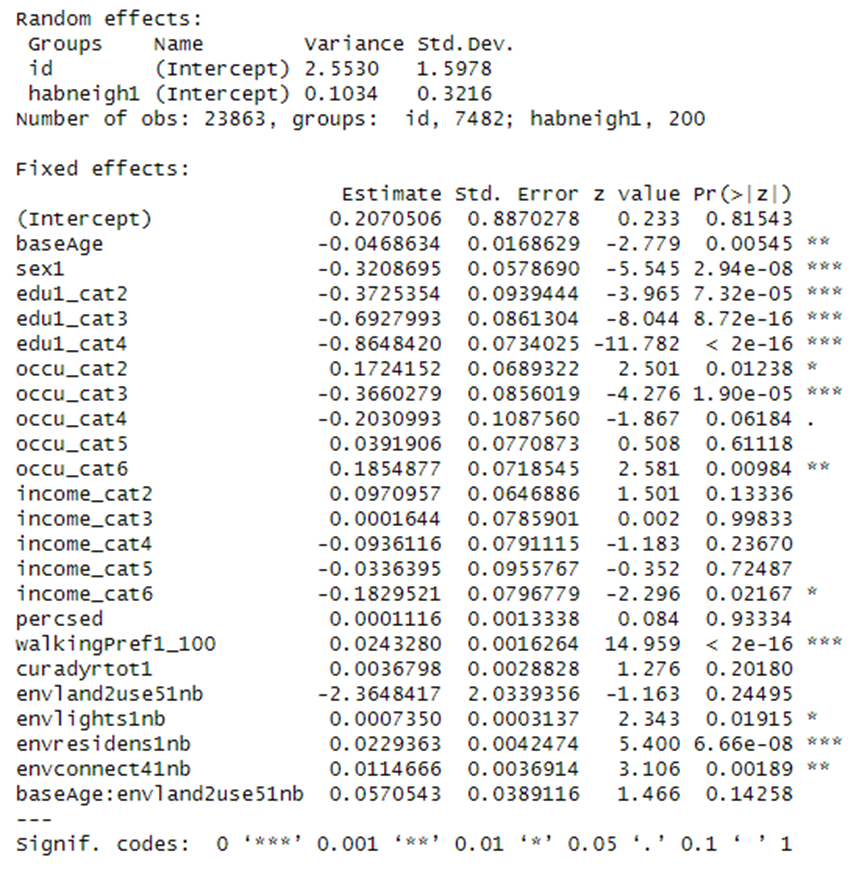 Random effects:
Groups Name Variance Std.Dev.
id (Intercept) 2.5530 1.5978
habneigh1 (Intercept) 0.1034 0.3216
Number of obs: 23863, groups: id, 7482; habneigh1, 200
Fixed effects:
Estimate Std. Error z value Pr(>|z|)
(Intercept) 0.2070506 0.8870278 0.233 0.81543
baseAge -0.0468634 0.0168629 -2.779 0.00545 **
sex1 -0.3208695 0.0578690 -5.545 2.94e-08 ***
edu1_cat2 -0.3725354 0.0939444 -3.965 7.32e-05 ***
edu1_cat3 -0.6927993 0.0861304 -8.044 8.72e-16 ***
edu1_cat4 -0.8648420 0.0734025 -11.782 < 2e-16 ***
occu_cat2 0.1724152 0.0689322 2.501 0.01238 *
occu_cat3 -0.3660279 0.0856019 -4.276 1.90e-05 ***
occu_cat4 -0.2030993 0.1087560 -1.867 0.06184 .
occu_cat5 0.0391906 0.0770873 0.508 0.61118
occu_cat6 0.1854877 0.0718545 2.581 0.00984 **
income_cat2 0.0970957 0.0646886 1.501 0.13336
income_cat3 0.0001644 0.0785901 0.002 0.99833
income_cat4 -0.0936116 0.0791115 -1.183 0.23670
income_cat5 -0.0336395 0.0955767 -0.352 0.72487
income_cat6 -0.1829521 0.0796779 -2.296 0.02167 *
percsed 0.0001116 0.0013338 0.084 0.93334
walkingPref1_100 0.0243280 0.0016264 14.959 < 2e-16 ***
curadyrtot1 0.0036798 0.0028828 1.276 0.20180
envland2use51nb -2.3648417 2.0339356 -1.163 0.24495
envlights1nb 0.0007350 0.0003137 2.343 0.01915 *
envresidens1nb 0.0229363 0.0042474 5.400 6.66e-08 ***
envconnect41nb 0.0114666 0.0036914 3.106 0.00189 **
baseAge:envland2use51nb 0.0570543 0.0389116 1.466 0.14258
---
Signif. codes: 0 ‘***’ 0.001 ‘**’ 0.01 ‘*’ 0.05 ‘.’ 0.1 ‘ ’ 1